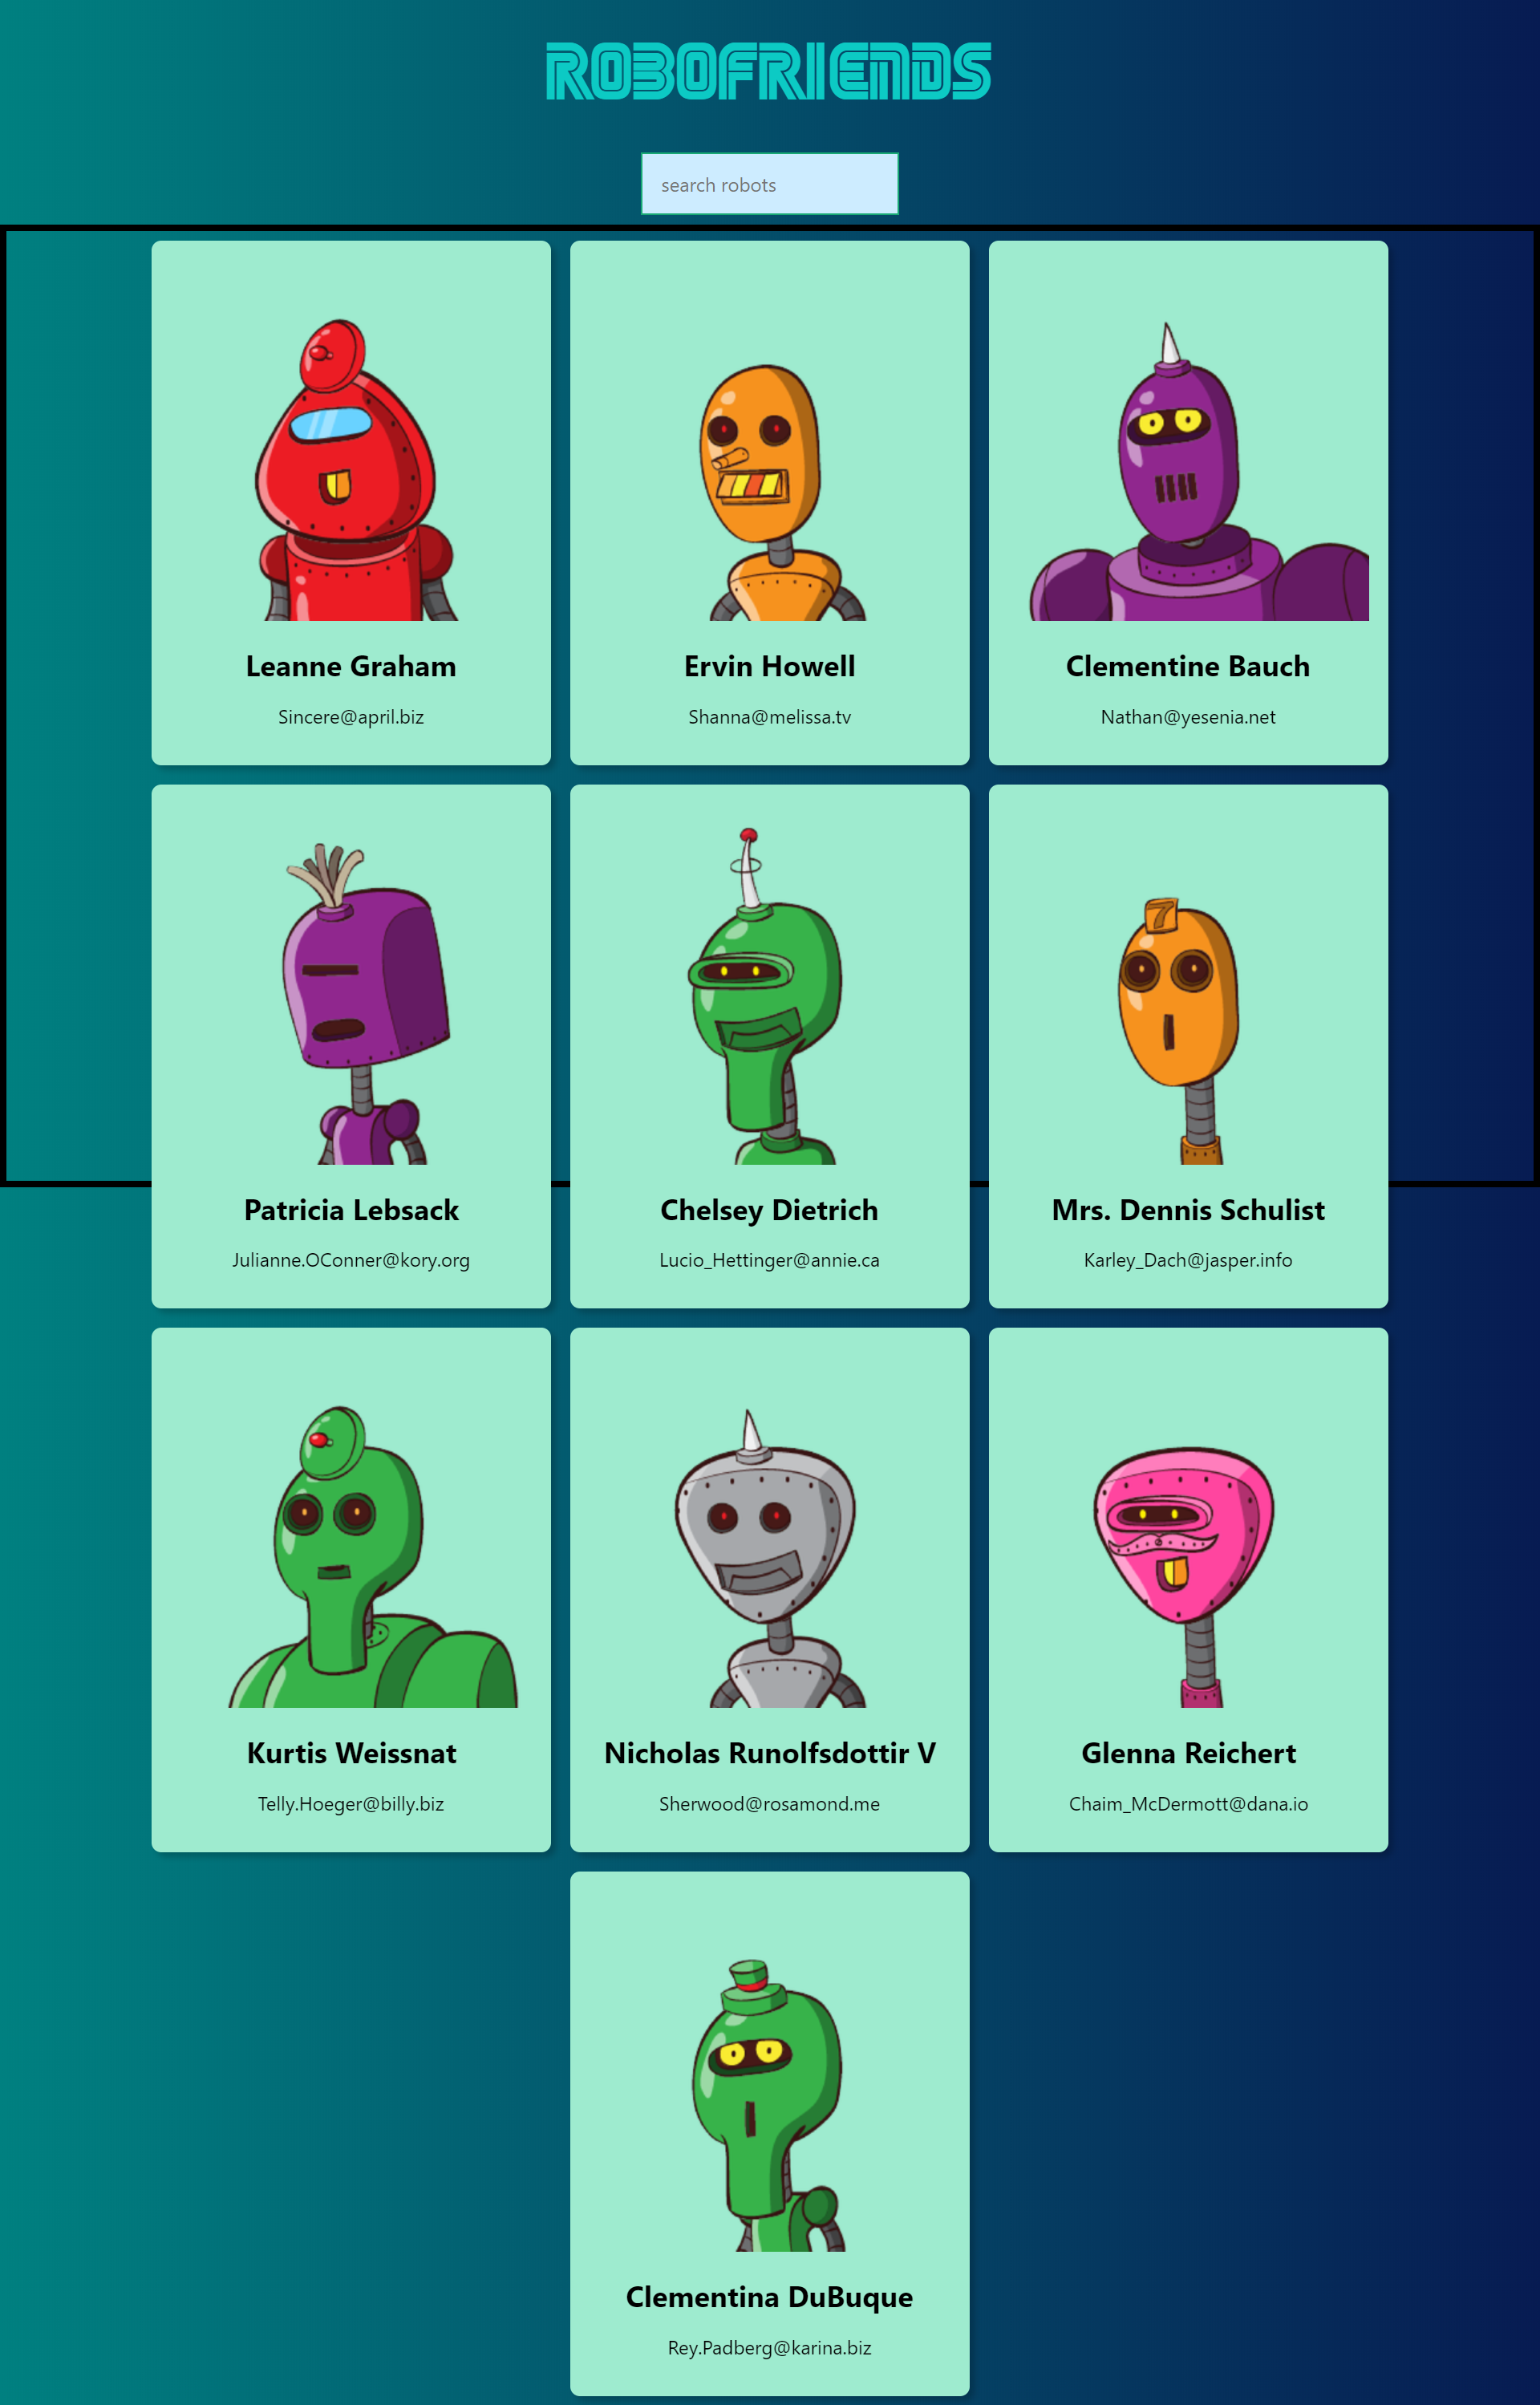 ROBOFRIENDS
search robots
Leanne Graham
Sincere@april.biz
Ervin Howell
Shanna@melissa.tv
Clementine Bauch
Nathan@yesenia.net
7
Patricia Lebsack
Julianne.OConner@kory.org
Chelsey Dietrich
Lucio_Hettinger@annie.ca
Mrs. Dennis Schulist
Karley_Dach@jasper.info
Kurtis Weissnat
Telly.Hoeger@billy.biz
Nicholas Runolfsdottir V
Sherwood@rosamond.me
Glenna Reichert
Chaim_McDermott@dana.io
Clementina DuBuque
Rey.Padberg@karina.biz